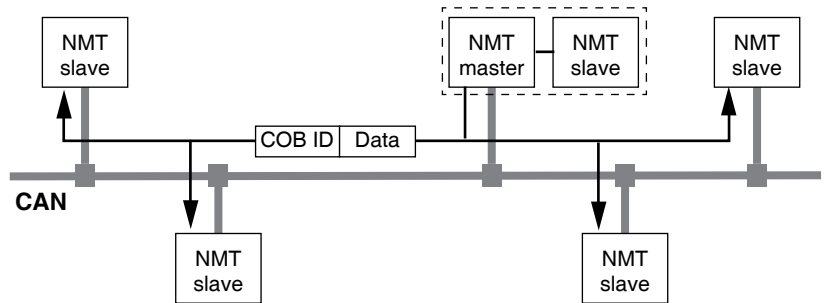 NMT
slave
NMT
master
NMT
slave
NMT
slave
COB ID
Data
CAN
NMT
slave
NMT
slave